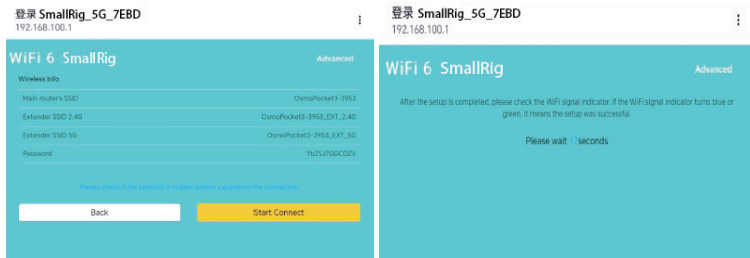 登录 SmallRig_5G_7EBD
192.168.100.1
WiFi 6 SmallRig
Advanced
Wireless Info
Main router's SSID
OsmoPocket3-3953
Extender SSID 2.4G
OsmoPocket3-3953_EXT_2.4G
Extender SSID 5G
OsmoPocket3-2953_EXT_5G
Password
Yb2SJ7GGCDZV
Please check if the network is hidden before expanding the connection
Back
Start Connect
登录 SmallRig_5G_7EBD
192.168.100.1
WiFi 6 SmallRig
Advanced
After the setup is completed, please check the WiFi signal indicator. If the WiFi signal indicator turns blue or
green, it means the setup was successful.
Please wait 17seconds